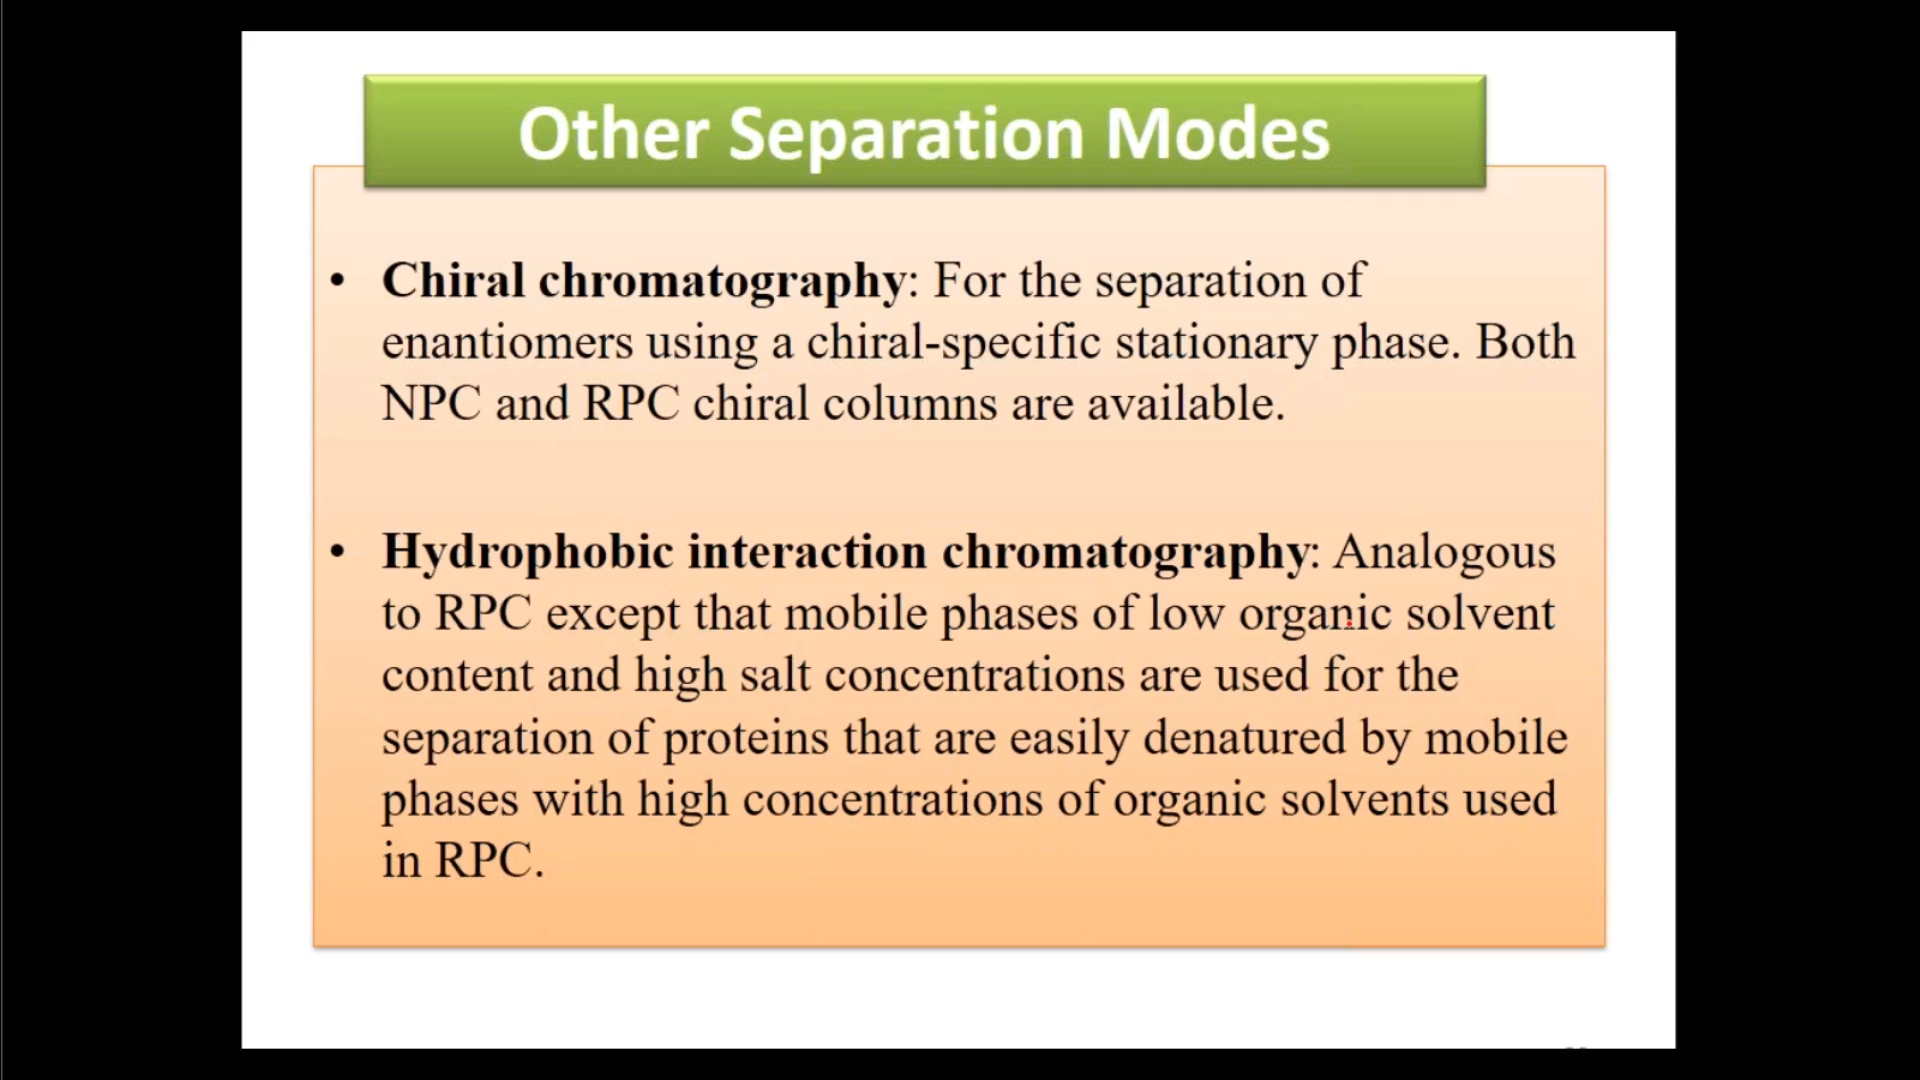 Other Separation Modes
• Chiral chromatography: For the separation of
enantiomers using a chiral-specific stationary phase. Both
NPC and RPC chiral columns are available.
• Hydrophobic interaction chromatography: Analogous
to RPC except that mobile phases of low organic solvent
content and high salt concentrations are used for the
separation of proteins that are easily denatured by mobile
phases with high concentrations of organic solvents used
in RPC.